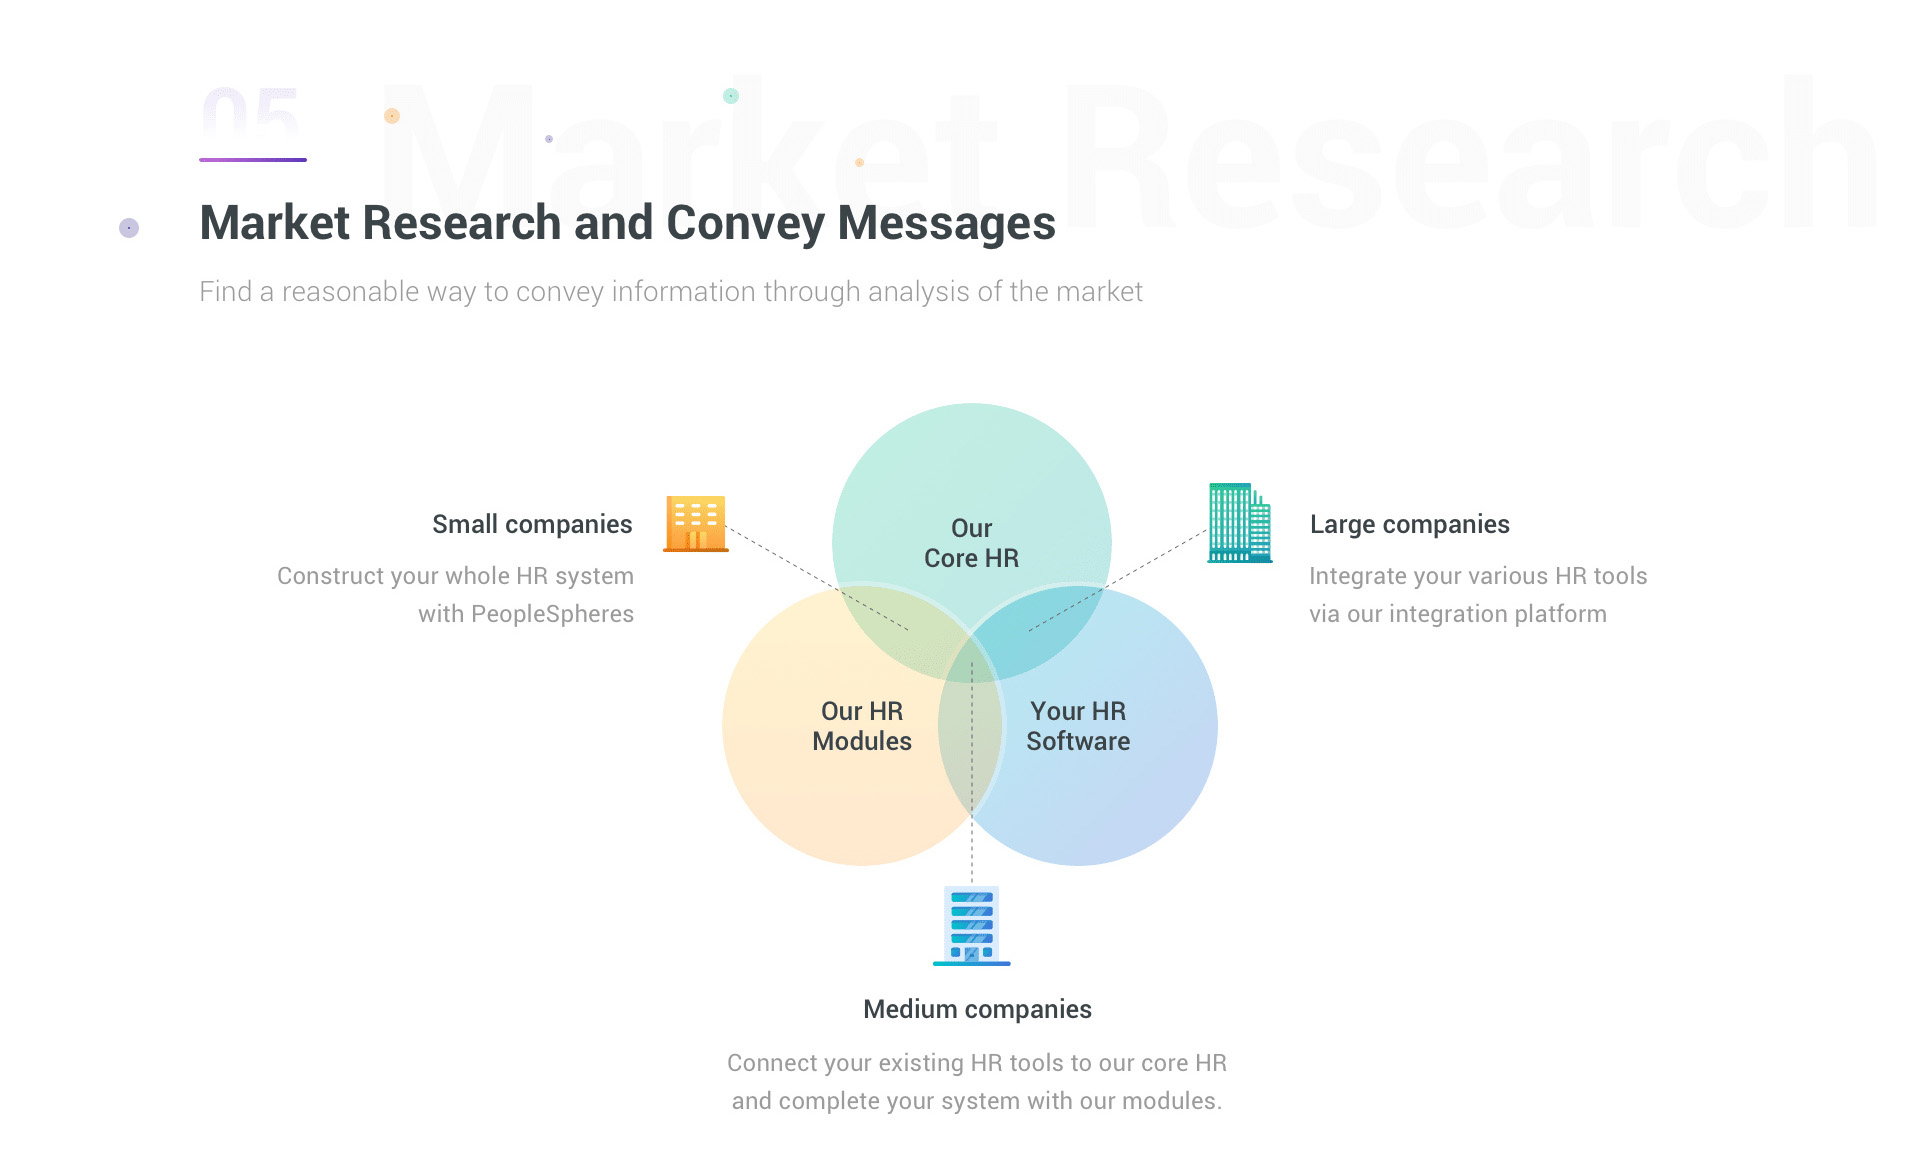 05
Market Research
Market Research and Convey Messages
Find a reasonable way to convey information through analysis of the market
Small companies
Construct your whole HR system
with PeopleSpheres
Our
Core HR
Large companies
Integrate your various HR tools
via our integration platform
Our HR
Modules
Your HR
Software
Medium companies
Connect your existing HR tools to our core HR
and complete your system with our modules.